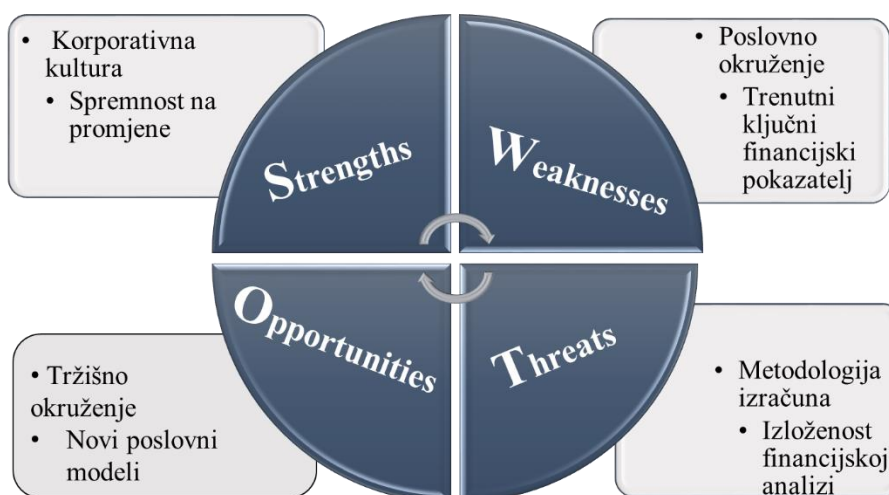 • Korporativna
kultura
• Spremnost na
promjene
Strengths
Weaknesses
• Poslovno
okruženje
• Trenutni
ključni
financijski
pokazatelj
Opportunities
Threats
• Tržišno
okruženje
• Novi poslovni
modeli
• Metodologija
izračuna
• Izloženost
financijskoj
analizi